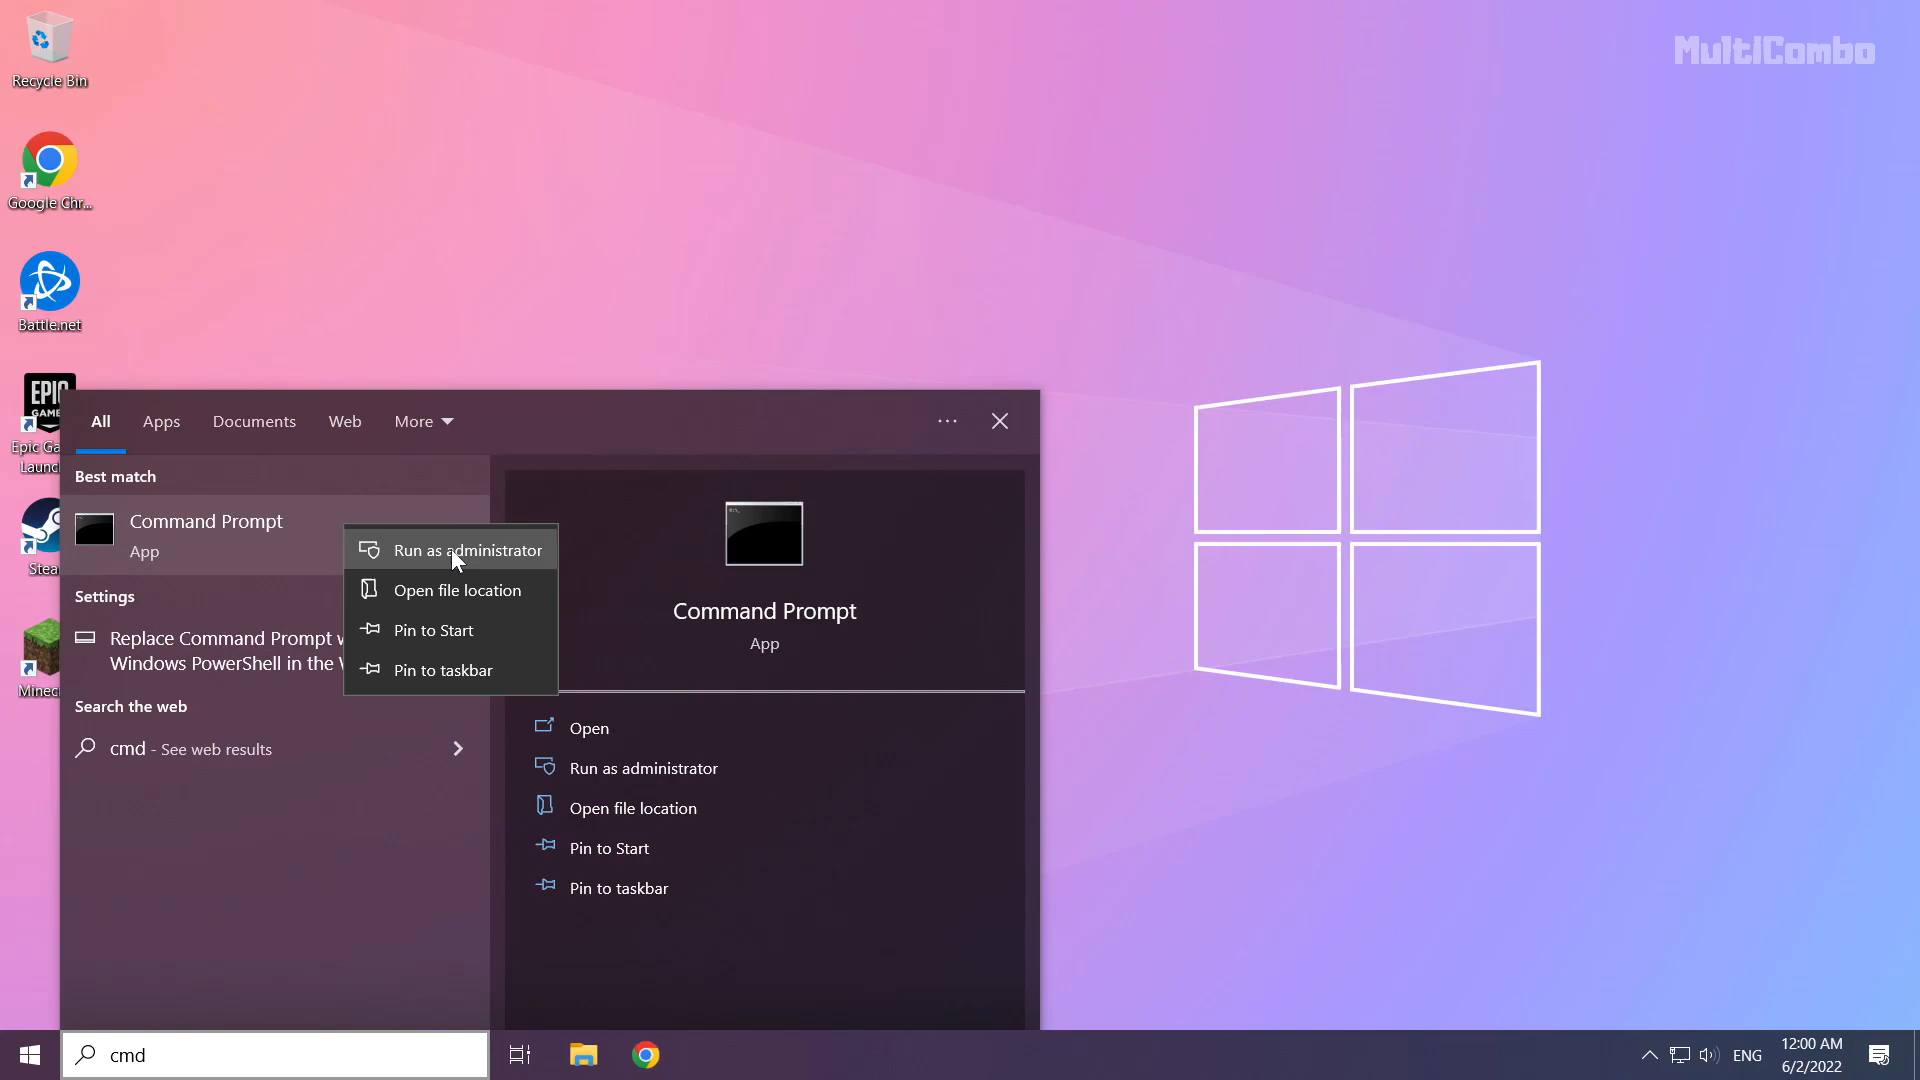 MultiCombo
Recycle Bin
Google Chr...
Battle.net
EPIC
GAME
Epic Ga
Launc
Stea
Minec
All
Apps
Documents
Web
More
Best match
Command Prompt
App
Settings
Replace Command Prompt w
Windows PowerShell in the
Search the web
cmd - See web results
Run as administrator
Open file location
Pin to Start
Pin to taskbar
Command Prompt
App
Open
Run as administrator
Open file location
Pin to Start
Pin to taskbar
cmd
ENG
12:00 AM
6/2/2022